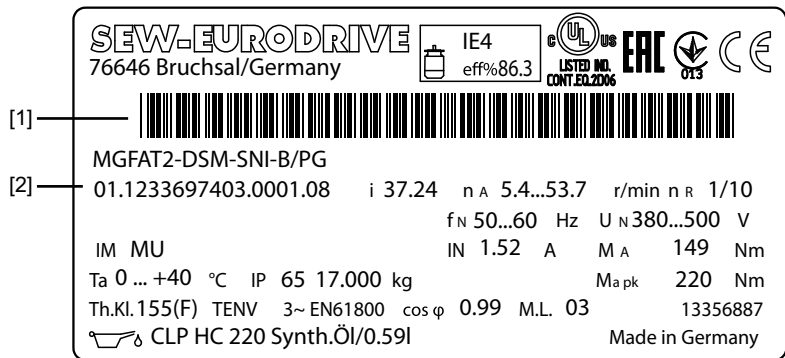 SEW-EURODRIVE
76646 Bruchsal/Germany
IE4
eff%86.3
C UL US
LISTED IND.
CONT.EQ.2D06
EAC
013
CE
[1]
MGFAT2-DSM-SNI-B/PG
[2] 01.1233697403.0001.08 i 37.24 n A 5.4...53.7 r/min n R 1/10
f N 50...60 Hz U N 380...500 V
IM MU IN 1.52 A M A 149 Nm
Ta 0 ... +40 °C IP 65 17.000 kg Ma pk 220 Nm
Th.Kl. 155(F) TENV 3~ EN61800 cos φ 0.99 M.L. 03 13356887
CLP HC 220 Synth.Öl/0.59l Made in Germany